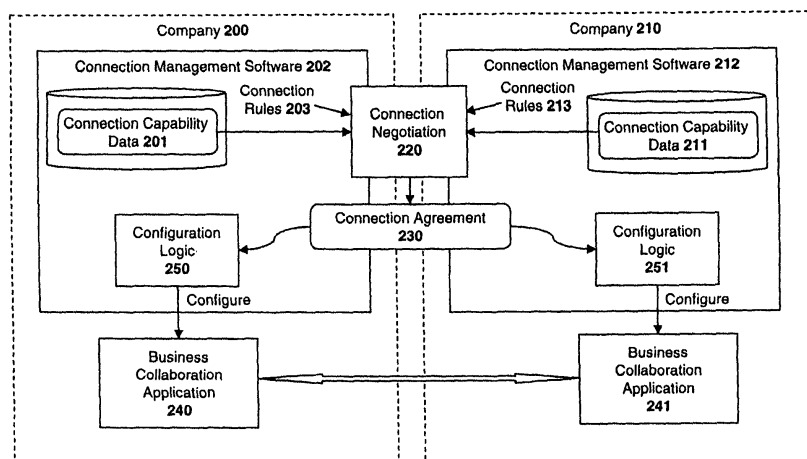 Company 200
Company 210
Connection Management Software 202
Connection Management Software 212
Connection
Rules 203
Connection
Rules 213
Connection Capability
Data 201
Connection
Negotiation
220
Connection Capability
Data 211
Connection Agreement
230
Configuration
Logic
250
Configuration
Logic
251
Configure
Configure
Business
Collaboration
Application
240
Business
Collaboration
Application
241